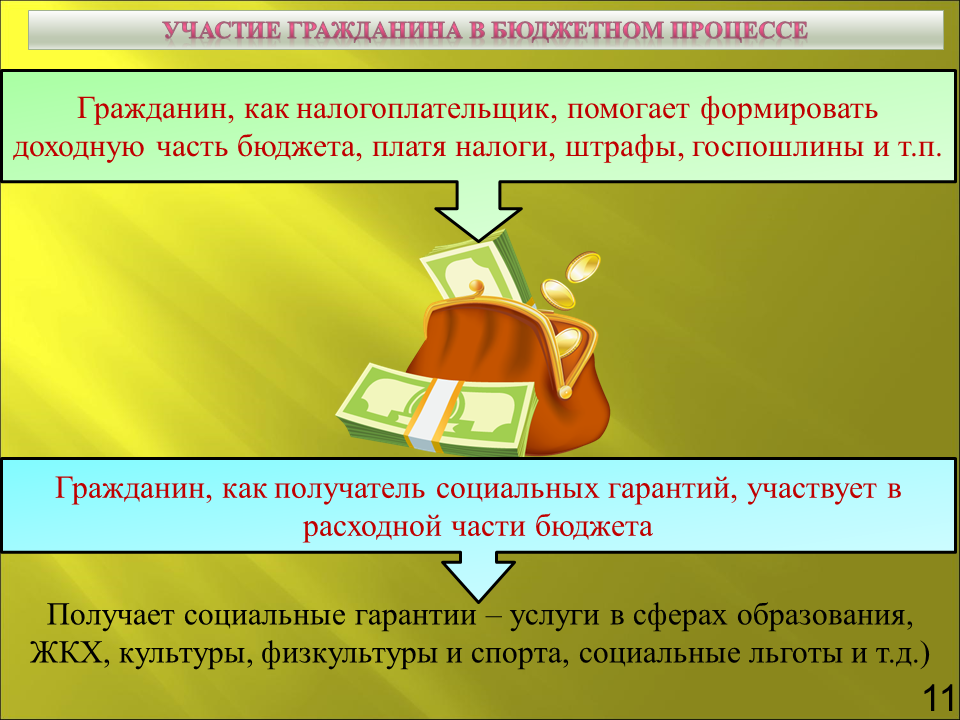 УЧАСТИЕ ГРАЖДАНИНА В БЮДЖЕТНОМ ПРОЦЕССЕ
Гражданин, как налогоплательщик, помогает формировать
доходную часть бюджета, платя налоги, штрафы, госпошлины и т.п.
Гражданин, как получатель социальных гарантий, участвует в
расходной части бюджета
Получает социальные гарантии – услуги в сферах образования,
ЖКХ, культуры, физкультуры и спорта, социальные льготы и т.д.)
11